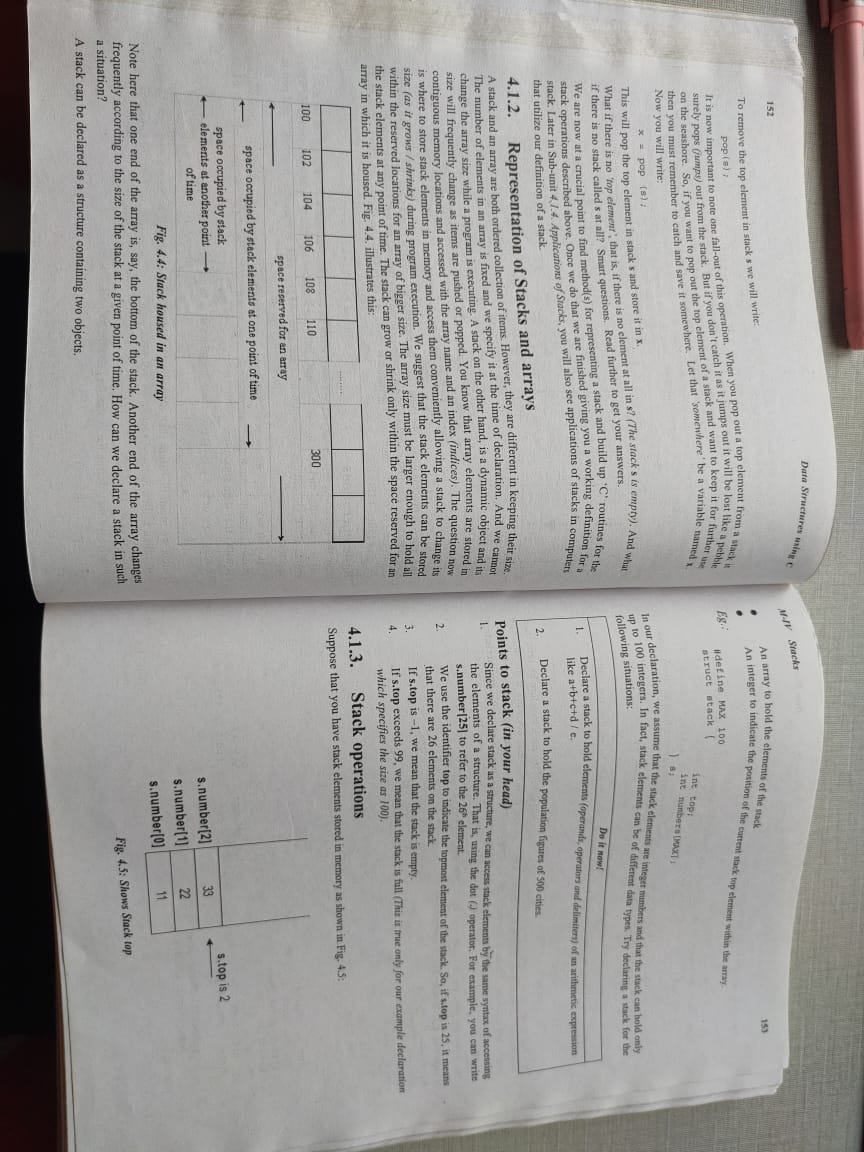 152
Data Structures using C
To remove the top element in stack s we will write:
pop(s);
It is now important to note one fall-out of this operation. When you pop out a top element from a stack it
surely pops (jumps) out from the stack. But if you don't catch it as it jumps out it will be lost like a pebble
on the seashore. So, if you want to pop out the top element of a stack and want to keep it for further use
then you must remember to catch and save it somewhere. Let that 'somewhere' be a variable named x.
Now you will write:
x = pop (s);
This will pop the top element in stack s and store it in x.
What if there is no 'top element', that is, if there is no element at all in s? (The stack s is empty). And what
if there is no stack called s at all? Smart questions. Read further to get your answers.
We are now at a crucial point to find method(s) for representing a stack and build up 'C' routines for the
stack operations described above. Once we do that we are finished giving you a working definition for a
stack. Later in Sub-unit 4.1.4. Applications of Stacks, you will also see applications of stacks in computers
that utilize our definition of a stack.
4.1.2. Representation of Stacks and arrays
A stack and an array are both ordered collection of items. However, they are different in keeping their size.
The number of elements in an array is fixed and we specify it at the time of declaration. And we cannot
change the array size while a program is executing. A stack on the other hand, is a dynamic object and its
size will frequently change as items are pushed or popped. You know that array elements are stored in
contiguous memory locations and accessed with the array name and an index (indices). The question now
is where to store stack elements in memory and access them conveniently allowing a stack to change its
size (as it grows / shrinks) during program execution. We suggest that the stack elements can be stored
within the reserved locations for an array of bigger size. The array size must be larger enough to hold all
the stack elements at any point of time. The stack can grow or shrink only within the space reserved for an
array in which it is housed. Fig. 4.4. illustrates this:
........
100 102 104 106 108 110 300
space reserved for an array
space occupied by stack elements at one point of time
space occupied by stack
elements at another point
of time
Fig. 4.4: Stack housed in an array
Note here that one end of the array is, say, the bottom of the stack. Another end of the array changes
frequently according to the size of the stack at a given point of time. How can we declare a stack in such
a situation?
A stack can be declared as a structure containing two objects.
M-IV Stacks
153
• An array to hold the elements of the stack
• An integer to indicate the position of the current stack top element within the array.
Eg.:
#define MAX 100
struct stack {
int top;
int numbers[MAX];
} s;
In our declaration, we assume that the stack elements are integer numbers and that the stack can hold only
up to 100 integers. In fact, stack elements can be of different data types. Try declaring a stack for the
following situations:
Do it now!
1. Declare a stack to hold elements (operands, operators and delimiters) of an arithmetic expression
like a+b+c+d / e.
2. Declare a stack to hold the population figures of 500 cities.
Points to stack (in your head)
1. Since we declare stack as a structure, we can access stack elements by the same syntax of accessing
the elements of a structure. That is, using the dot (.) operator. For example, you can write
s.number[25] to refer to the 26th element.
2. We use the identifier top to indicate the topmost element of the stack. So, if s.top is 25, it means
that there are 26 elements on the stack.
3. If s.top is –1, we mean that the stack is empty.
4. If s.top exceeds 99, we mean that the stack is full (This is true only for our example declaration
which specifies the size as 100).
4.1.3. Stack operations
Suppose that you have stack elements stored in memory as shown in Fig. 4.5:
s.number[2] 33 s.top is 2
s.number[1] 22
s.number[0] 11
Fig. 4.5: Shows Stack top